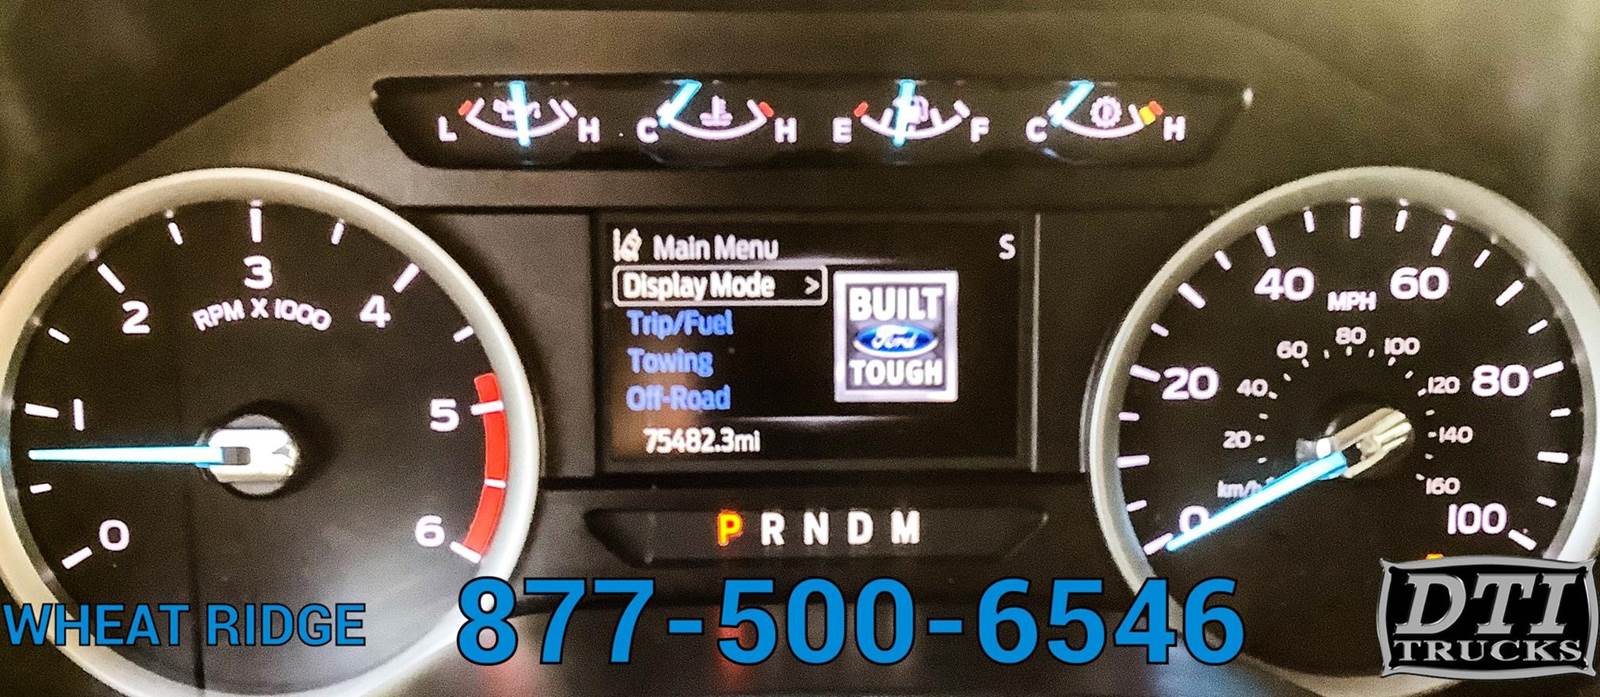 L H C H E F C H
Main Menu S
Display Mode >
Trip/Fuel
Towing
Off-Road
75482.3mi
BUILT
Ford
TOUGH
0 1 2 3 4 5 6
RPM X 1000
0 20 40 60 80 100
MPH
20 40 60 80 100 120 140 160
km/h
P R N D M
WHEAT RIDGE
877-500-6546
DTI
TRUCKS